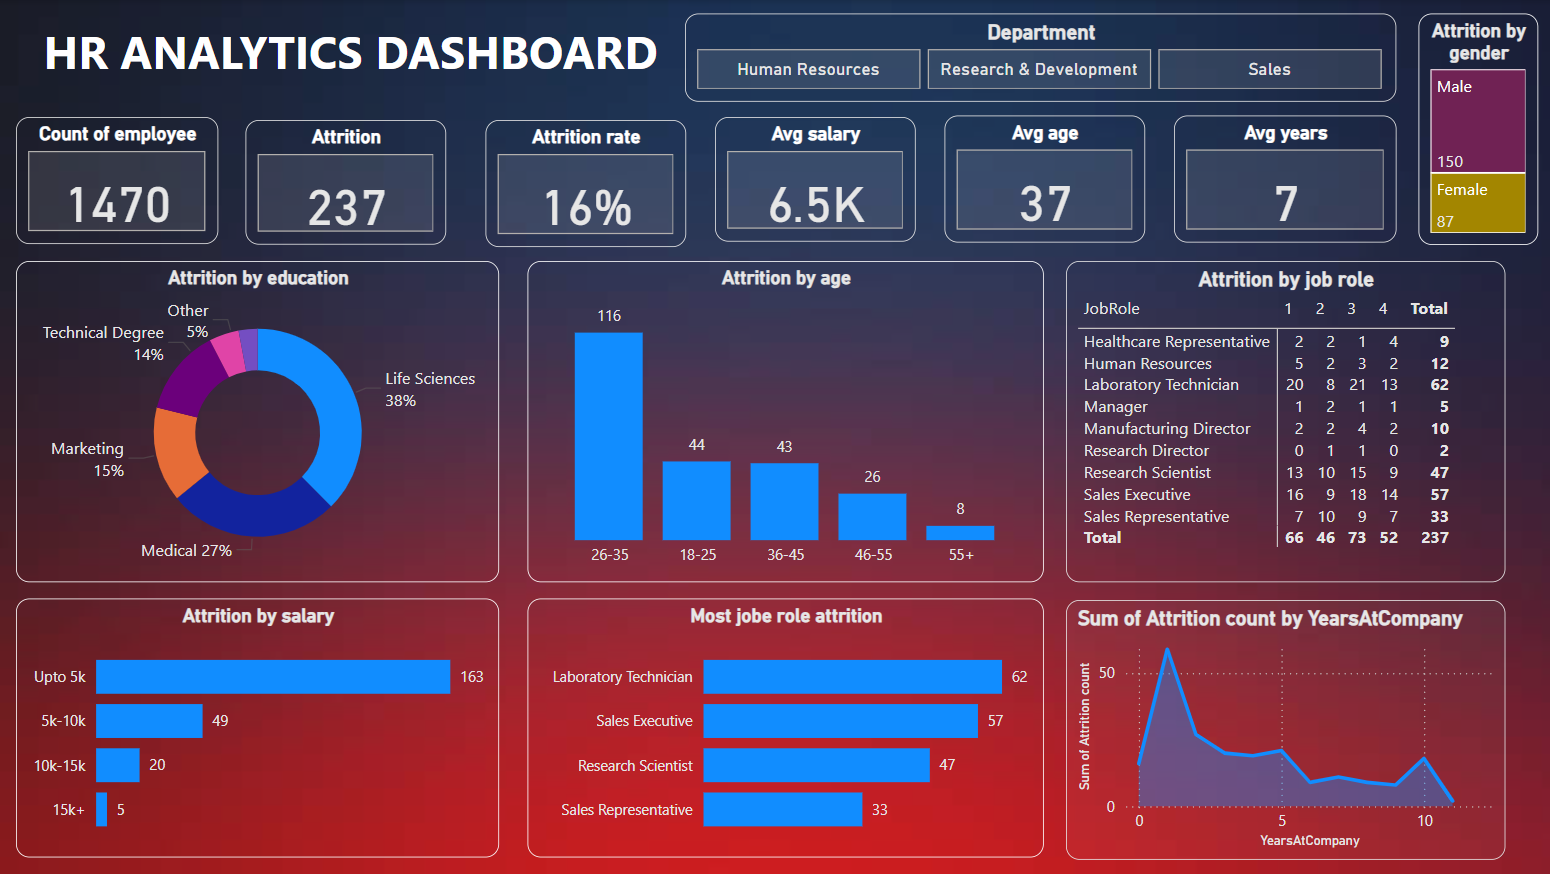 HR ANALYTICS DASHBOARD
Department
Human Resources
Research & Development
Sales
Attrition by
gender
Male
150
Female
87
Count of employee
1470
Attrition
237
Attrition rate
16%
Avg salary
6.5K
Avg age
37
Avg years
7
Attrition by education
Other
5%
Technical Degree
14%
Life Sciences
38%
Marketing
15%
Medical 27%
Attrition by age
116
44
43
26
8
26-35
18-25
36-45
46-55
55+
Attrition by job role
JobRole 1 2 3 4 Total
Healthcare Representative 2 2 1 4 9
Human Resources 5 2 3 2 12
Laboratory Technician 20 8 21 13 62
Manager 1 2 1 1 5
Manufacturing Director 2 2 4 2 10
Research Director 0 1 1 0 2
Research Scientist 13 10 15 9 47
Sales Executive 16 9 18 14 57
Sales Representative 7 10 9 7 33
Total 66 46 73 52 237
Attrition by salary
Upto 5k 163
5k-10k 49
10k-15k 20
15k+ 5
Most jobe role attrition
Laboratory Technician 62
Sales Executive 57
Research Scientist 47
Sales Representative 33
Sum of Attrition count by YearsAtCompany
Sum of Attrition count
50
0
0 5 10
YearsAtCompany